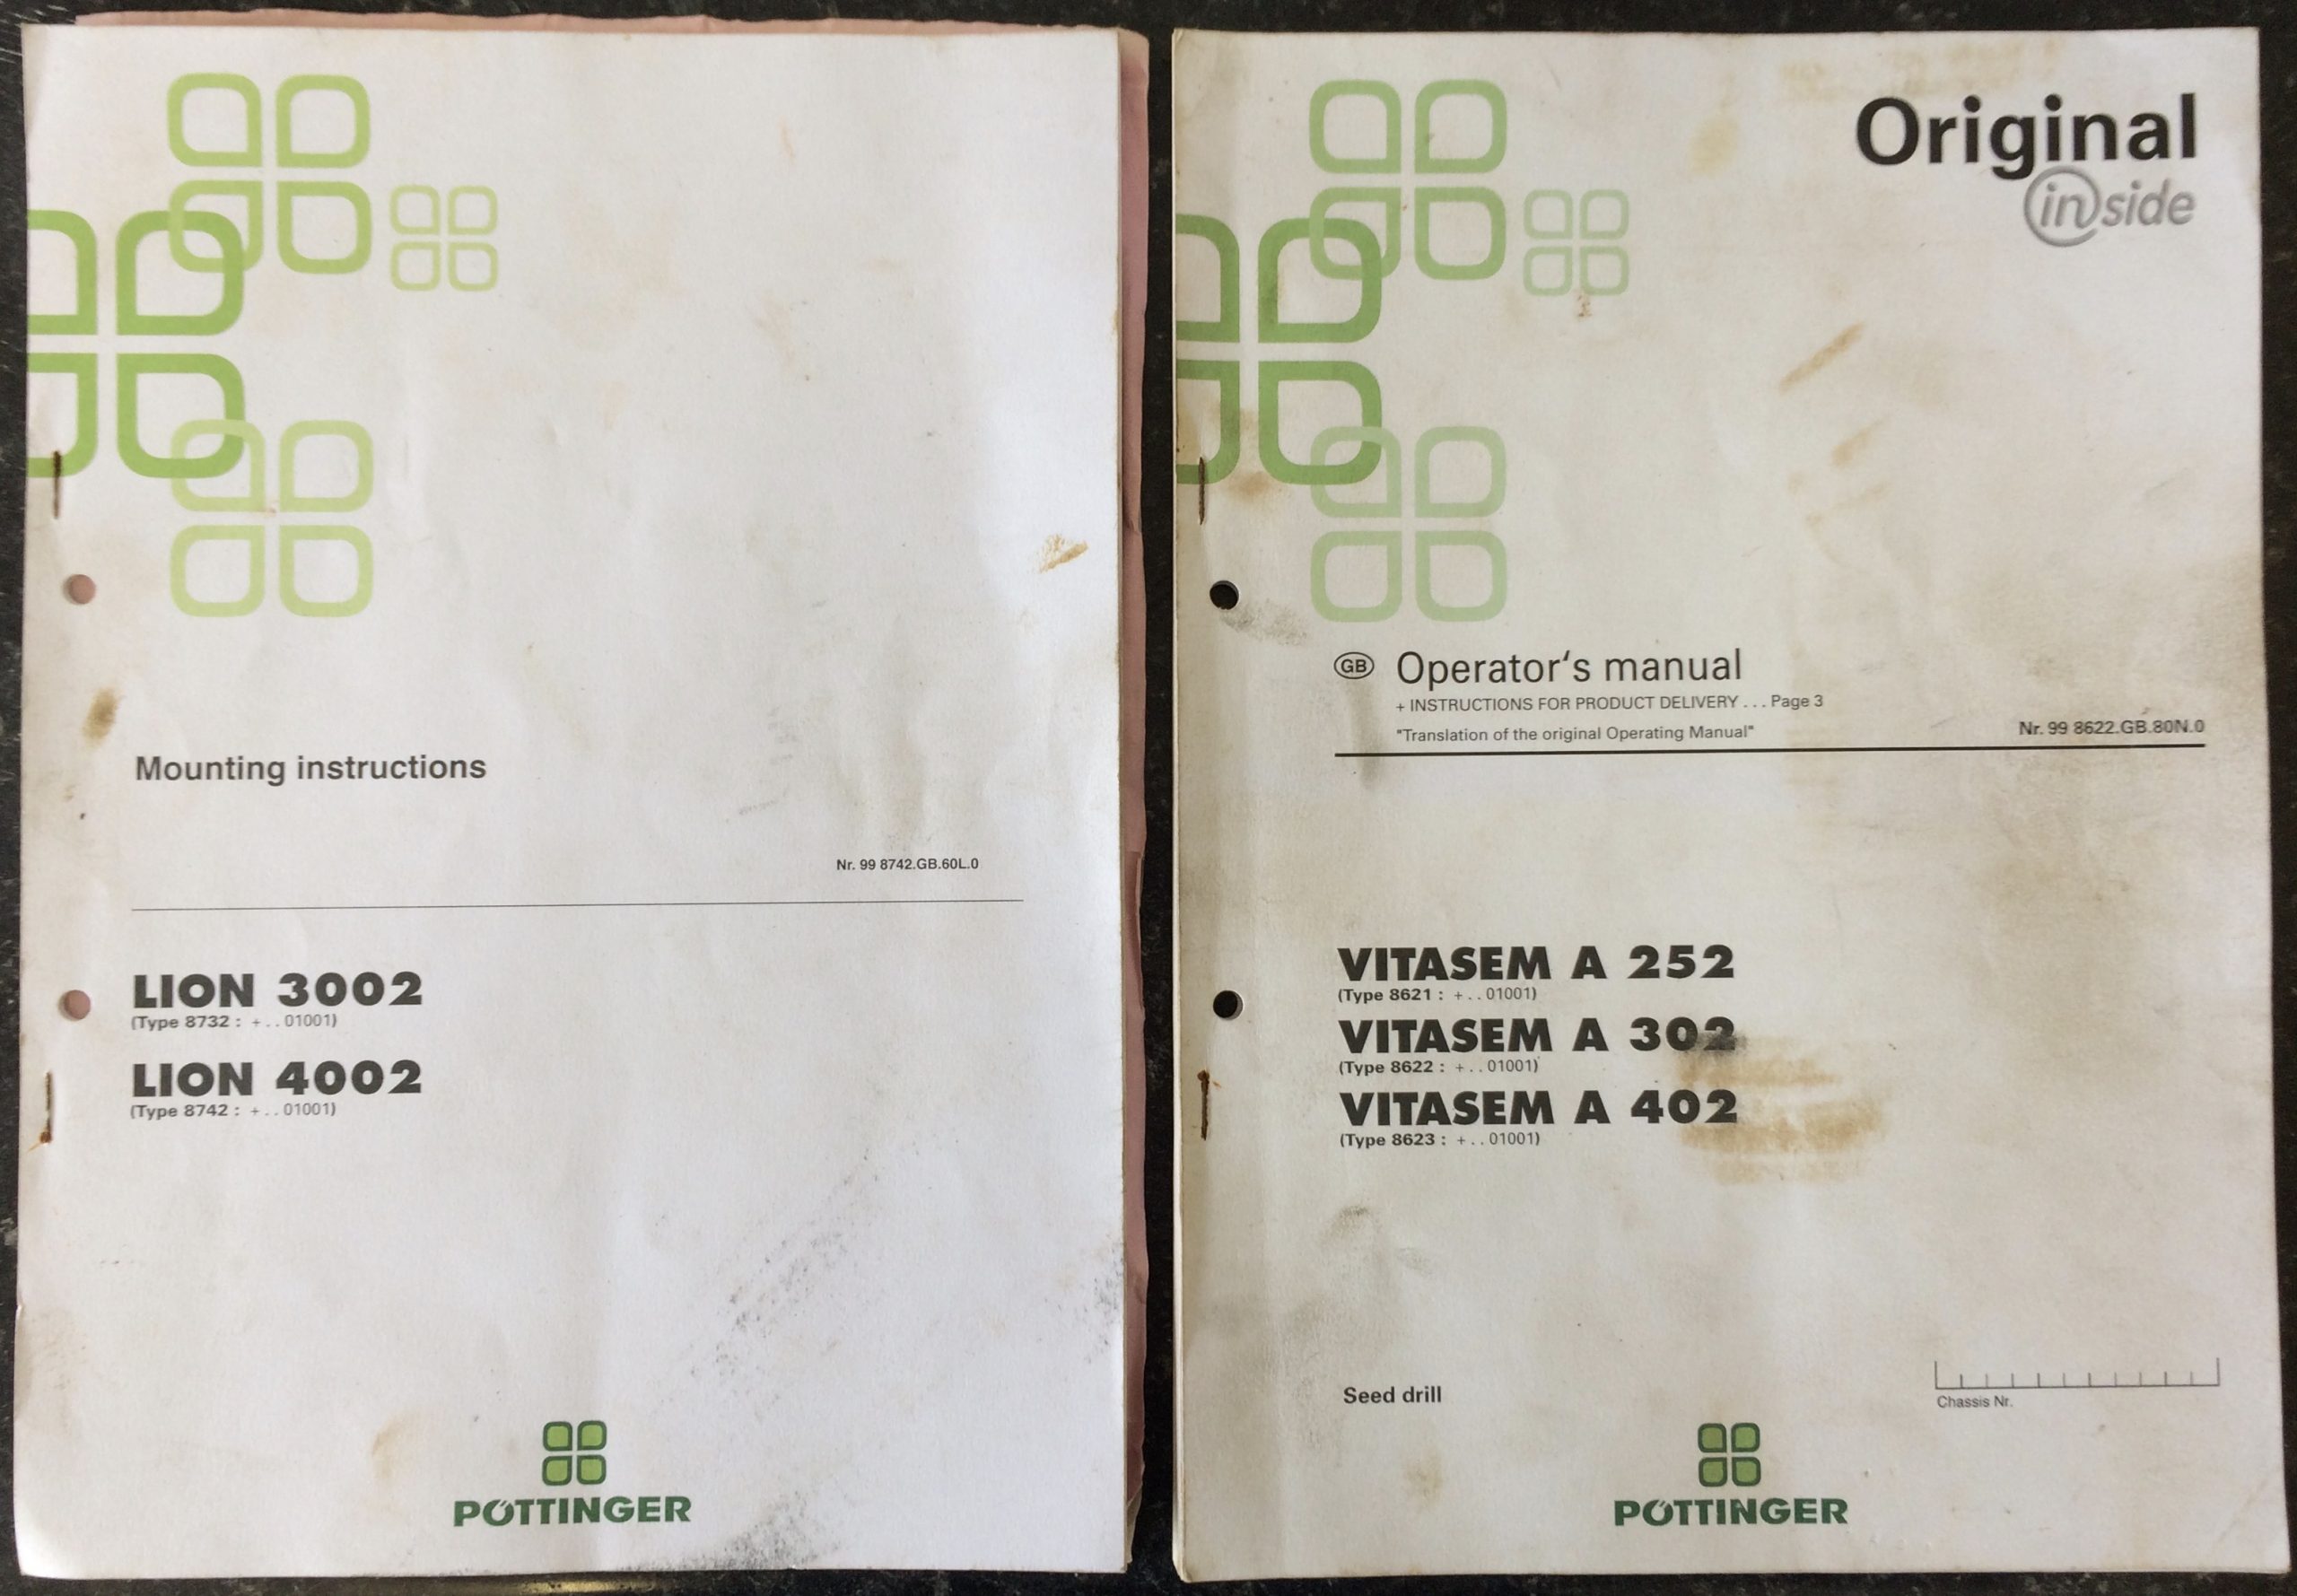 Mounting instructions
Nr. 99 8742.GB.60L.0
LION 3002
(Type 8732 : + . . 01001)
LION 4002
(Type 8742 : + . . 01001)
PÖTTINGER
Original
inside
GB Operator‘s manual
+ INSTRUCTIONS FOR PRODUCT DELIVERY . . . Page 3
"Translation of the original Operating Manual"
Nr. 99 8622.GB.80N.0
VITASEM A 252
(Type 8621 : + . . 01001)
VITASEM A 302
(Type 8622 : + . . 01001)
VITASEM A 402
(Type 8623 : + . . 01001)
Seed drill
Chassis Nr.
PÖTTINGER